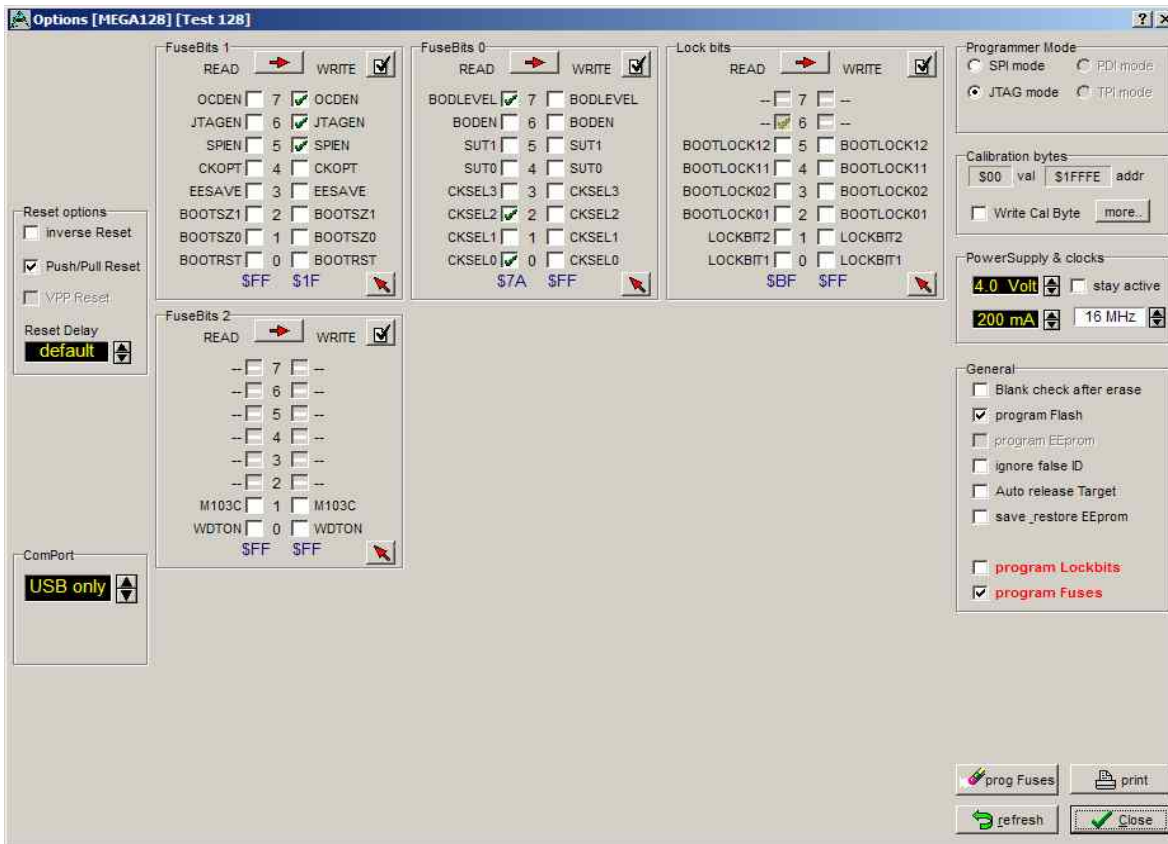 Options [MEGA128] [Test 128]
Reset options
inverse Reset
Push/Pull Reset
VPP Reset
Reset Delay
default
ComPort
USB only
FuseBits 1
READ WRITE
OCDEN 7 OCDEN
JTAGEN 6 JTAGEN
SPIEN 5 SPIEN
CKOPT 4 CKOPT
EESAVE 3 EESAVE
BOOTSZ1 2 BOOTSZ1
BOOTSZ0 1 BOOTSZ0
BOOTRST 0 BOOTRST
$FF $1F
FuseBits 0
READ WRITE
BODLEVEL 7 BODLEVEL
BODEN 6 BODEN
SUT1 5 SUT1
SUT0 4 SUT0
CKSEL3 3 CKSEL3
CKSEL2 2 CKSEL2
CKSEL1 1 CKSEL1
CKSEL0 0 CKSEL0
$7A $FF
Lock bits
READ WRITE
-- 7 --
-- 6 --
BOOTLOCK12 5 BOOTLOCK12
BOOTLOCK11 4 BOOTLOCK11
BOOTLOCK02 3 BOOTLOCK02
BOOTLOCK01 2 BOOTLOCK01
LOCKBIT2 1 LOCKBIT2
LOCKBIT1 0 LOCKBIT1
$BF $FF
FuseBits 2
READ WRITE
-- 7 --
-- 6 --
-- 5 --
-- 4 --
-- 3 --
-- 2 --
M103C 1 M103C
WDTON 0 WDTON
$FF $FF
Programmer Mode
SPI mode PDI mode
JTAG mode TPI mode
Calibration bytes
$00 val $1FFFE addr
Write Cal Byte more..
PowerSupply & clocks
4.0 Volt stay active
200 mA 16 MHz
General
Blank check after erase
program Flash
program EEprom
ignore false ID
Auto release Target
save_restore EEprom
program Lockbits
program Fuses
prog Fuses print
refresh Close